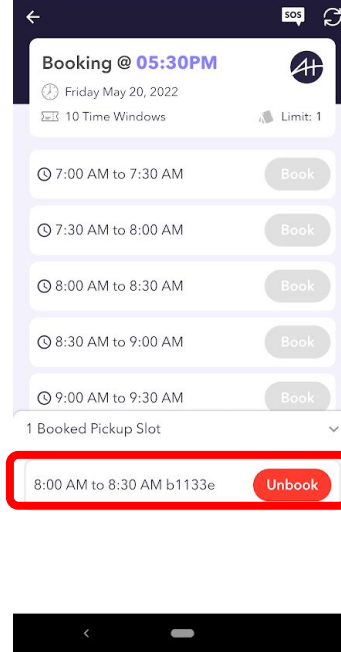 SOS
Booking @ 05:30PM
AH
Friday May 20, 2022
10 Time Windows Limit: 1
7:00 AM to 7:30 AM Book
7:30 AM to 8:00 AM Book
8:00 AM to 8:30 AM Book
8:30 AM to 9:00 AM Book
9:00 AM to 9:30 AM Book
1 Booked Pickup Slot
8:00 AM to 8:30 AM b1133e Unbook